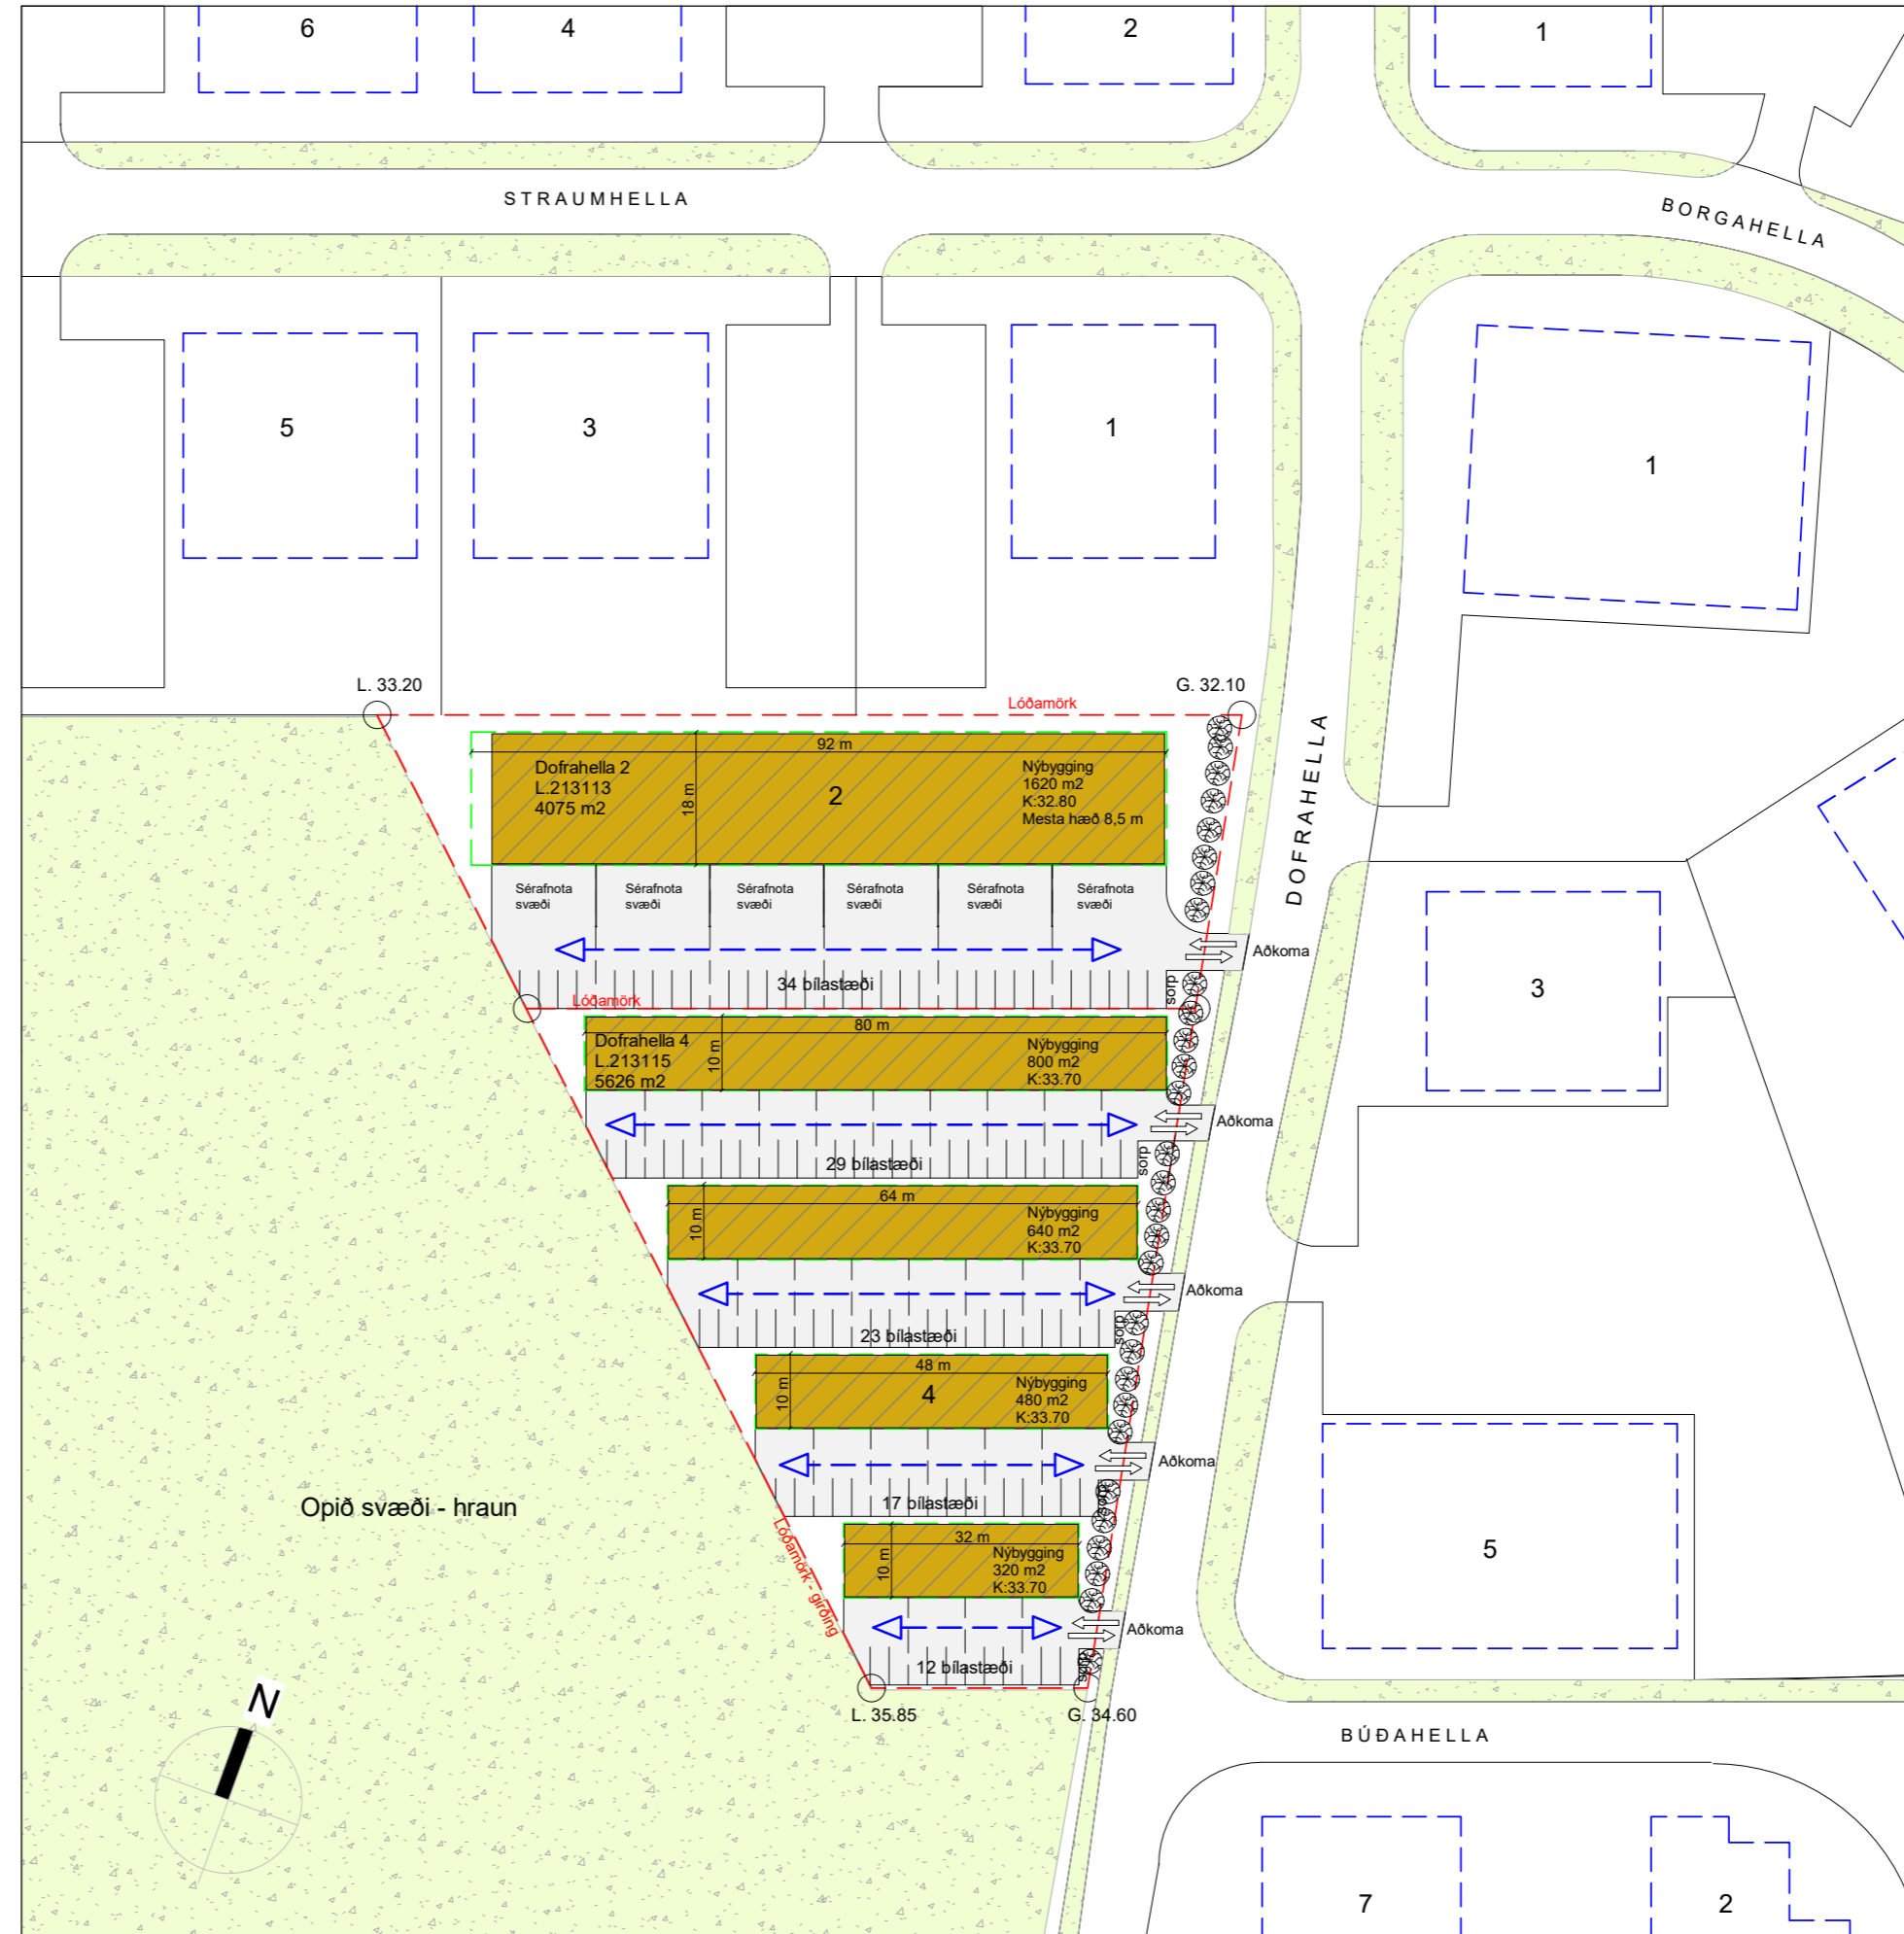 6
4
2
1
STRAUMHELLA
BORGAHELLA
5
3
1
1
L. 33.20
G. 32.10
Lóðamörk
92 m
Dofrahella 2
L.213113
4075 m2
18 m
2
Nýbygging
1620 m2
K:32.80
Mesta hæð 8,5 m
DOFRAHELLA
Sérafnota
svæði
Sérafnota
svæði
Sérafnota
svæði
Sérafnota
svæði
Sérafnota
svæði
Sérafnota
svæði
Aðkoma
34 bílastæði
sorp
3
Lóðamörk
80 m
Dofrahella 4
L.213115
5626 m2
10 m
Nýbygging
800 m2
K:33.70
Aðkoma
29 bílastæði
sorp
64 m
10 m
Nýbygging
640 m2
K:33.70
Aðkoma
23 bílastæði
sorp
48 m
10 m
4
Nýbygging
480 m2
K:33.70
Aðkoma
17 bílastæði
sorp
Opið svæði - hraun
Lóðamörk - girðing
32 m
10 m
Nýbygging
320 m2
K:33.70
5
Aðkoma
12 bílastæði
sorp
N
L. 35.85
G. 34.60
BÚÐAHELLA
7
2